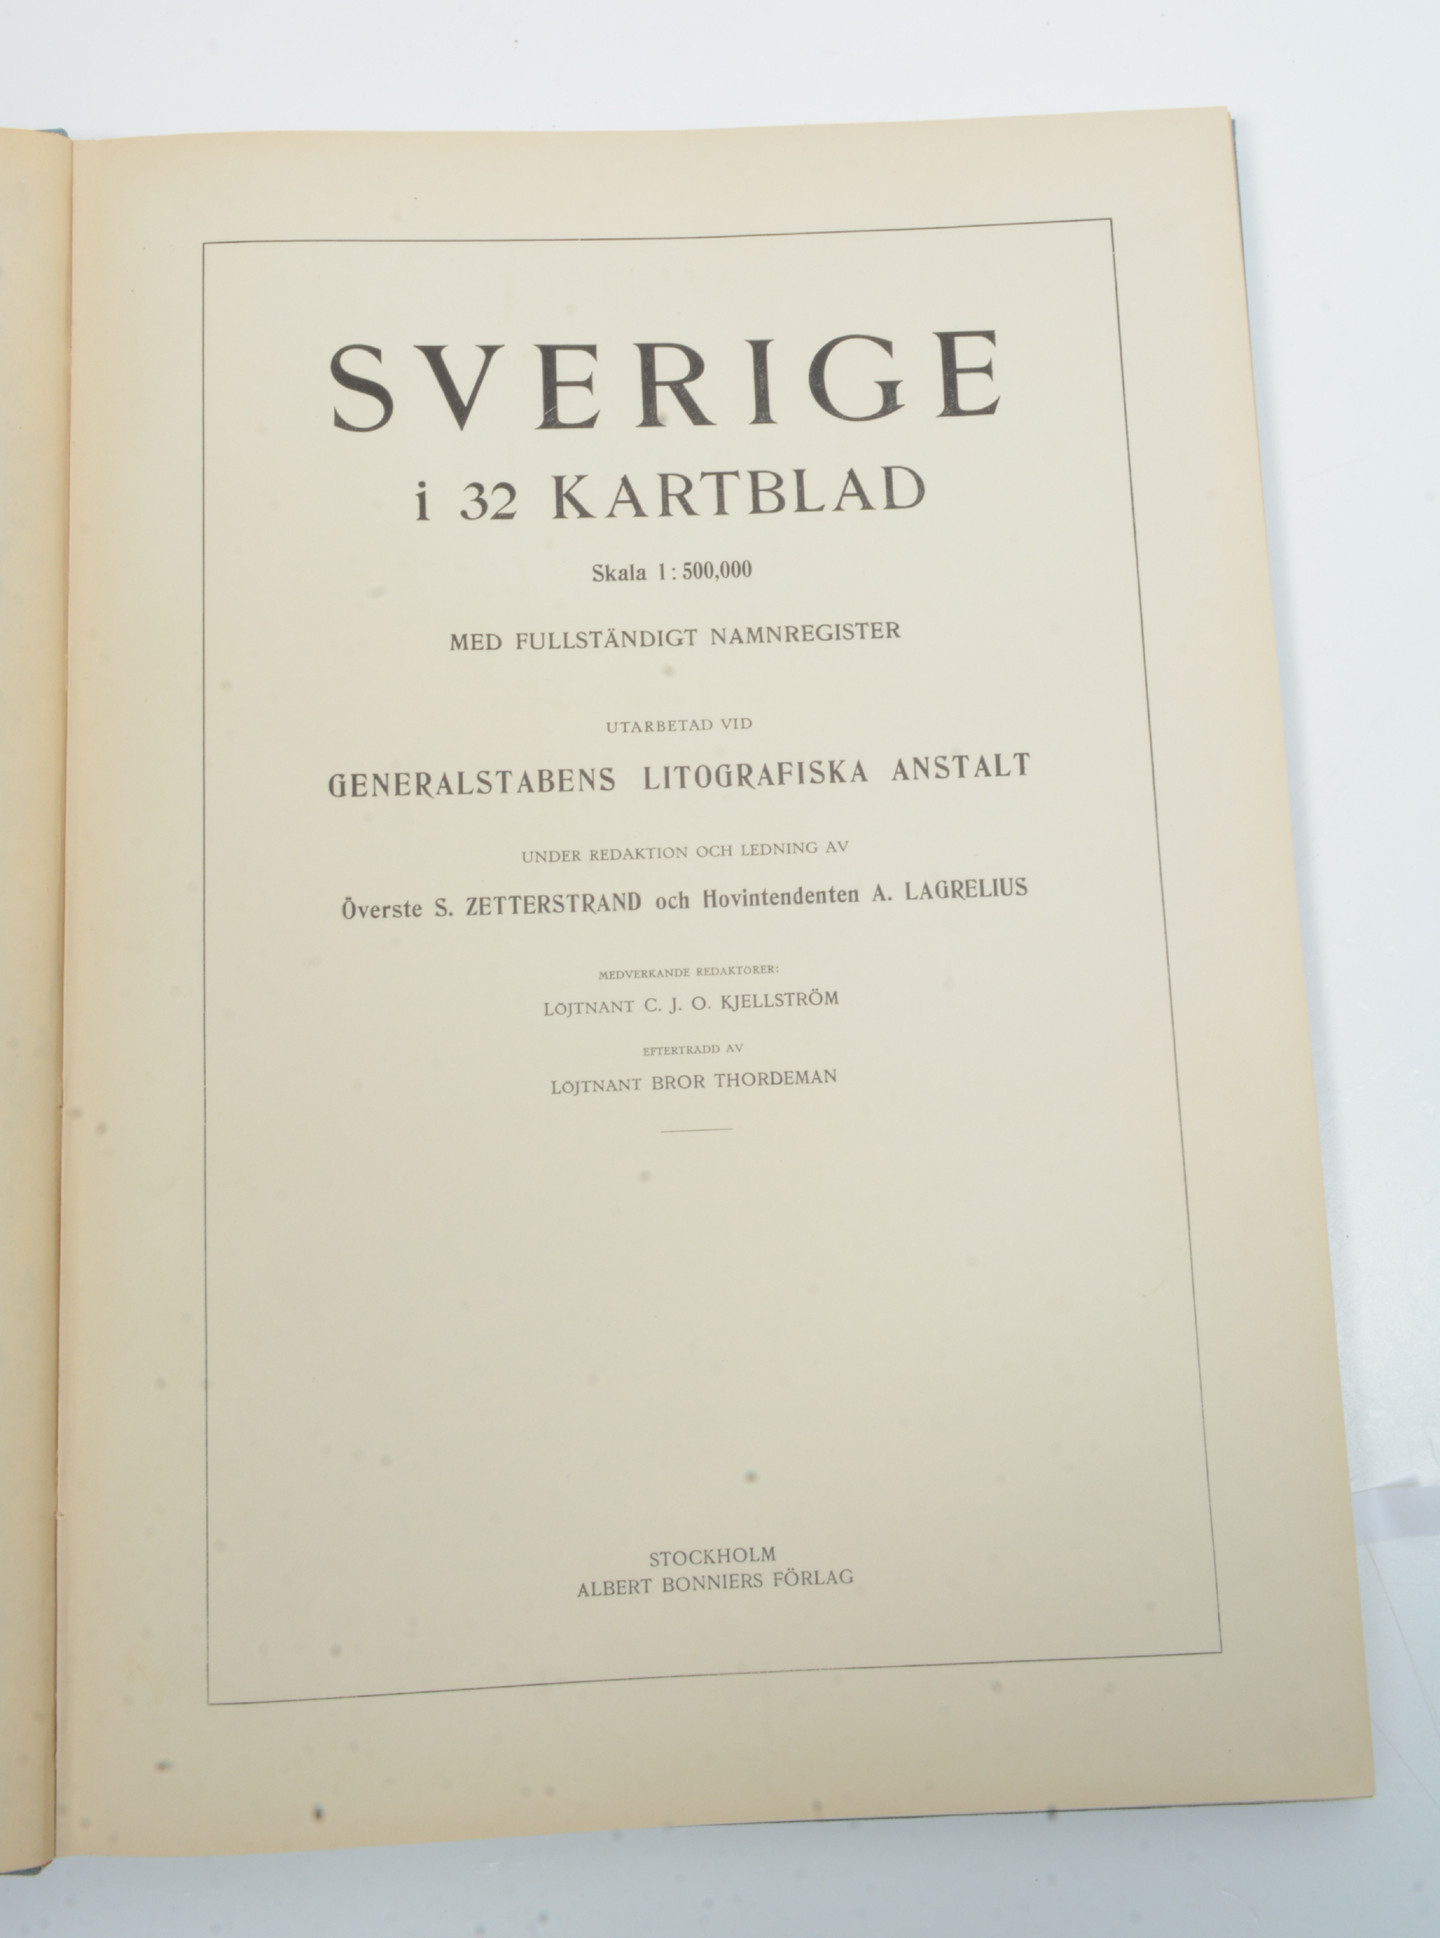 SVERIGE
i 32 KARTBLAD
Skala 1:500,000
MED FULLSTÄNDIGT NAMNREGISTER
UTARBETAD VID
GENERALSTABENS LITOGRAFISKA ANSTALT
UNDER REDAKTION OCH LEDNING AV
Överste S. ZETTERSTRAND och Hovintendenten A. LAGRELIUS
MEDVERKANDE REDAKTÖRER:
LÖJTNANT C. J. O. KJELLSTRÖM
EFTERTRÄDD AV
LÖJTNANT BROR THORDEMAN
STOCKHOLM
ALBERT BONNIERS FÖRLAG